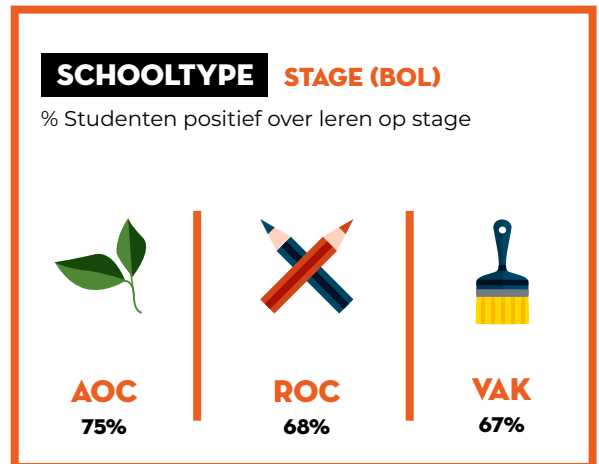 SCHOOLTYPE STAGE (BOL)
% Studenten positief over leren op stage
AOC ROC VAK
75% 68% 67%